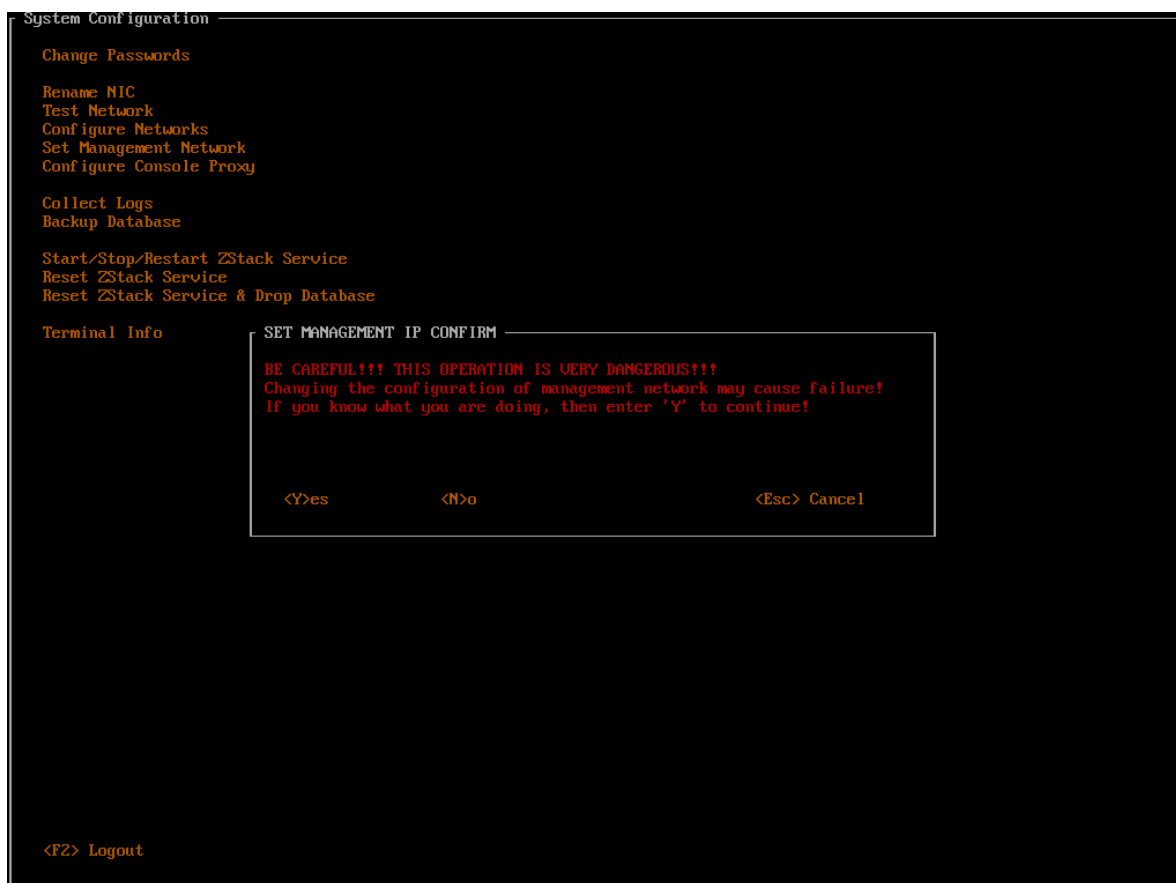 System Configuration
Change Passwords
Rename NIC
Test Network
Configure Networks
Set Management Network
Configure Console Proxy
Collect Logs
Backup Database
Start/Stop/Restart ZStack Service
Reset ZStack Service
Reset ZStack Service & Drop Database
Terminal Info
SET MANAGEMENT IP CONFIRM
BE CAREFUL!!! THIS OPERATION IS VERY DANGEROUS!!!
Changing the configuration of management network may cause failure!
If you know what you are doing, then enter 'Y' to continue!
<Y>es <N>o <Esc> Cancel
<F2> Logout